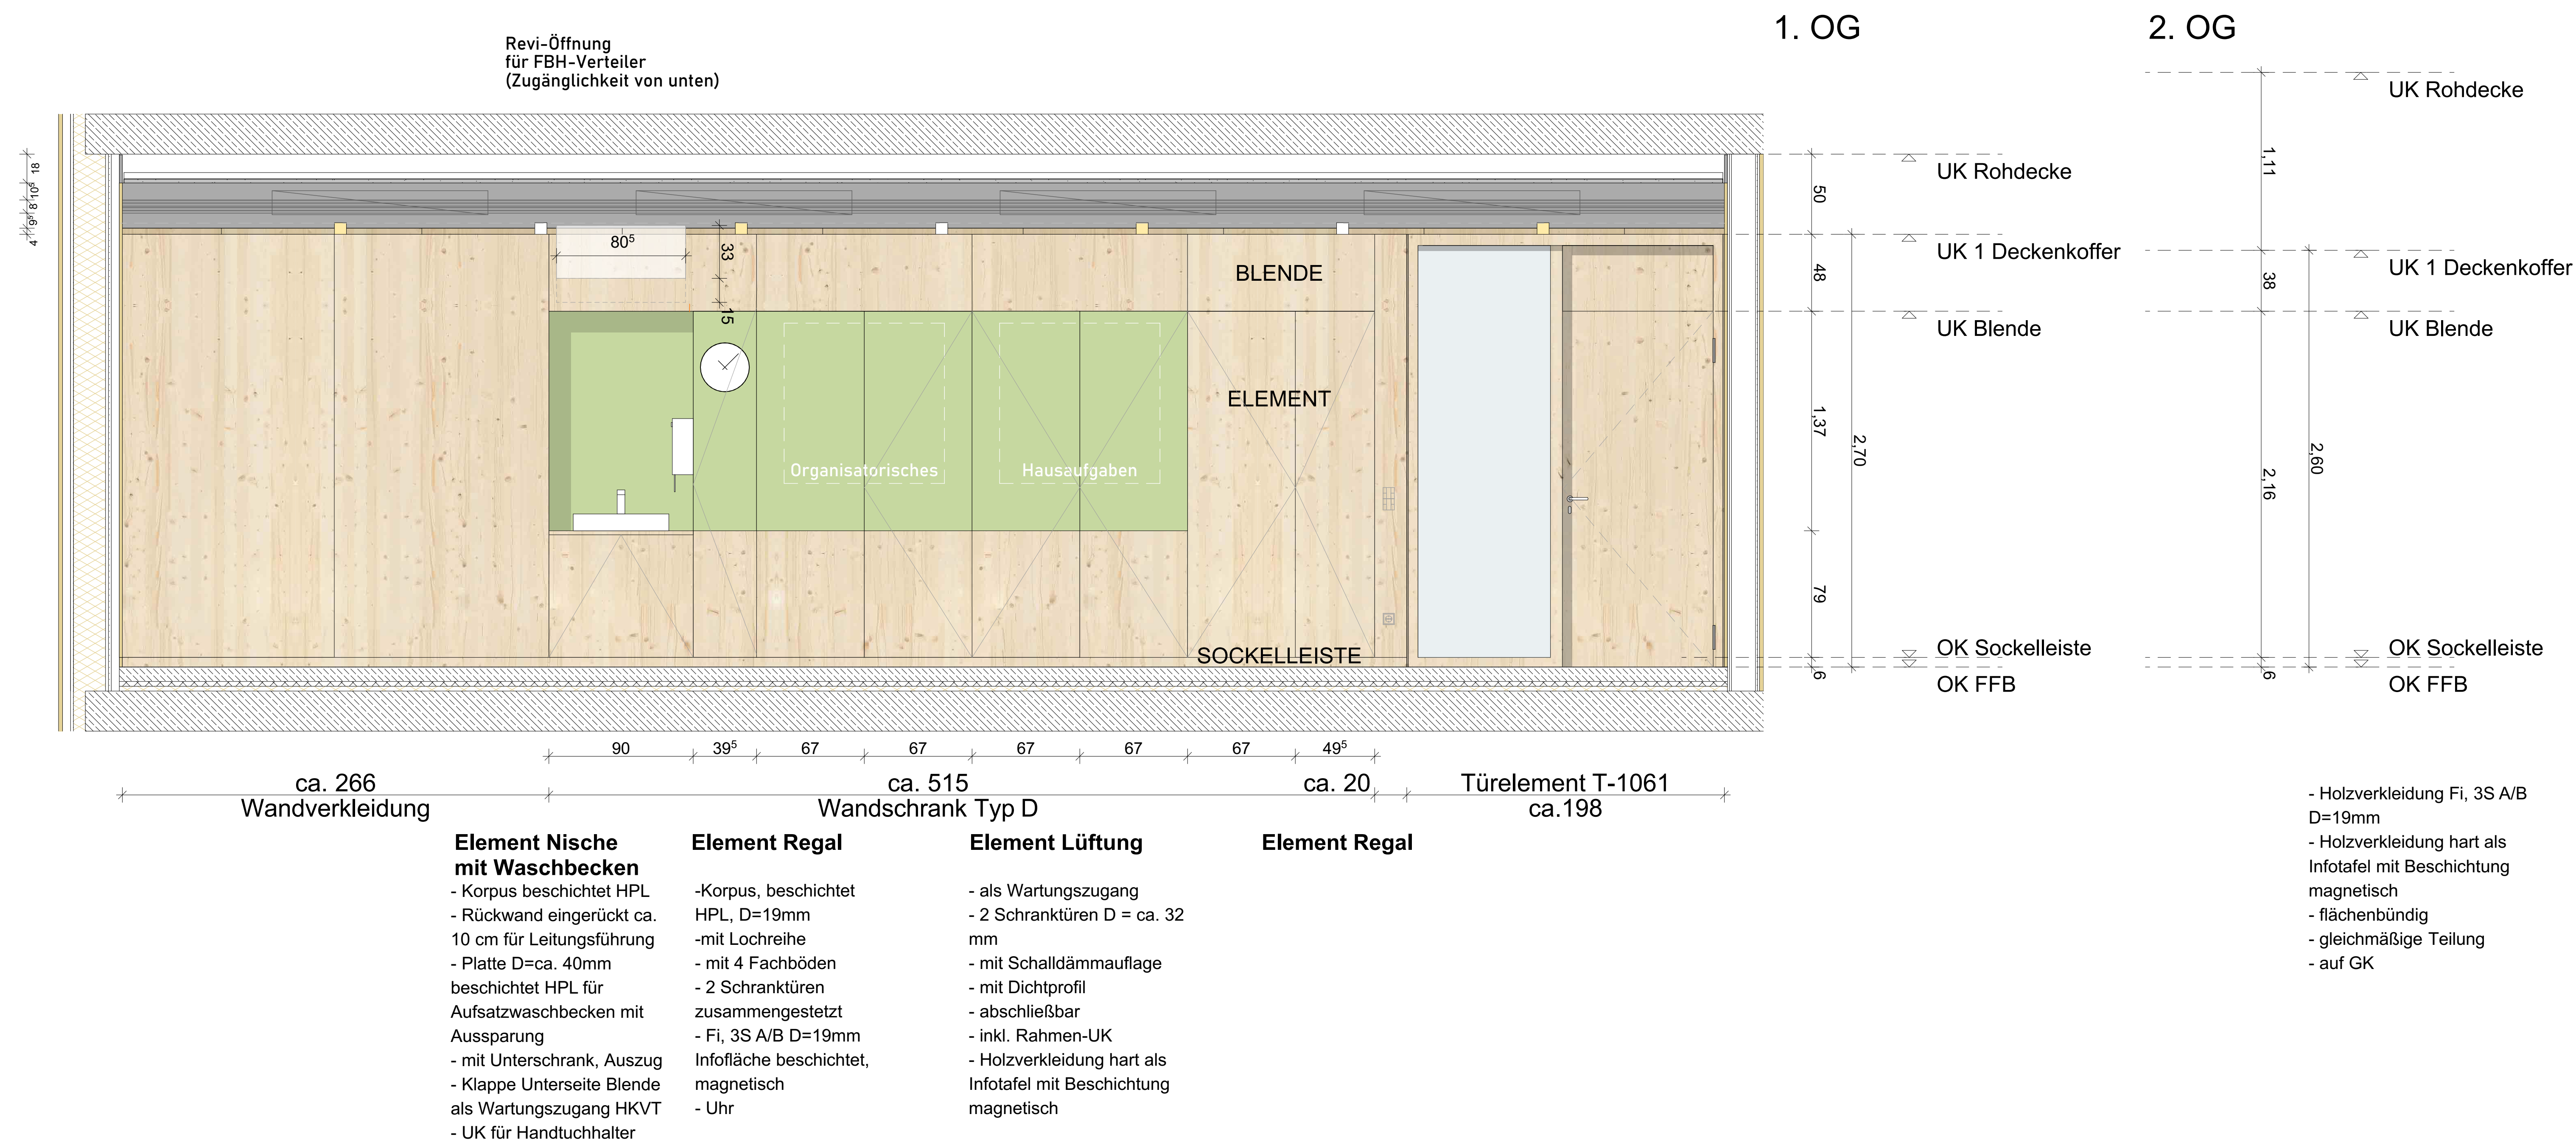 1. OG
2. OG
Revi-Öffnung
für FBH-Verteiler
(Zugänglichkeit von unten)
UK Rohdecke
1,11
18
10⁵
8
9⁵
4
50
UK Rohdecke
80⁵
33
15
BLENDE
48
UK 1 Deckenkoffer
UK Blende
38
UK 1 Deckenkoffer
UK Blende
ELEMENT
Organisatorisches
Hausaufgaben
1,37
2,70
2,16
2,60
79
SOCKELLEISTE
6
OK Sockelleiste
OK FFB
6
OK Sockelleiste
OK FFB
90
39⁵
67
67
67
67
67
49⁵
ca. 266
Wandverkleidung
ca. 515
Wandschrank Typ D
ca. 20
Türelement T-1061
ca.198
Element Nische
mit Waschbecken
- Korpus beschichtet HPL
- Rückwand eingerückt ca.
10 cm für Leitungsführung
- Platte D=ca. 40mm
beschichtet HPL für
Aufsatzwaschbecken mit
Aussparung
- mit Unterschrank, Auszug
- Klappe Unterseite Blende
als Wartungszugang HKVT
- UK für Handtuchhalter
Element Regal
-Korpus, beschichtet
HPL, D=19mm
-mit Lochreihe
- mit 4 Fachböden
- 2 Schranktüren
zusammengestetzt
- Fi, 3S A/B D=19mm
Infofläche beschichtet,
magnetisch
- Uhr
Element Lüftung
- als Wartungszugang
- 2 Schranktüren D = ca. 32
mm
- mit Schalldämmauflage
- mit Dichtprofil
- abschließbar
- inkl. Rahmen-UK
- Holzverkleidung hart als
Infotafel mit Beschichtung
magnetisch
Element Regal
- Holzverkleidung Fi, 3S A/B
D=19mm
- Holzverkleidung hart als
Infotafel mit Beschichtung
magnetisch
- flächenbündig
- gleichmäßige Teilung
- auf GK